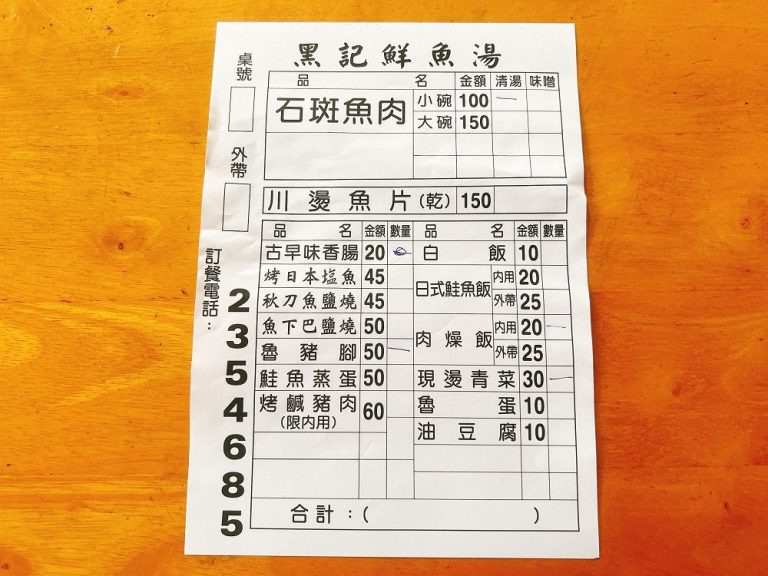 黑記鮮魚湯
桌號
外帶
訂餐電話：
2354685
品名 金額 清湯 味噌
石斑魚肉 小碗 100
大碗 150
川燙魚片(乾) 150
品名 金額 數量 品名 金額 數量
古早味香腸 20 白飯 10
烤日本塩魚 45 日式鮭魚飯 內用 20
秋刀魚鹽燒 45 外帶 25
魚下巴鹽燒 50 肉燥飯 內用 20
魯豬腳 50 外帶 25
鮭魚蒸蛋 50 現燙青菜 30
烤鹹豬肉 60 魯蛋 10
(限內用) 油豆腐 10
合計：( )